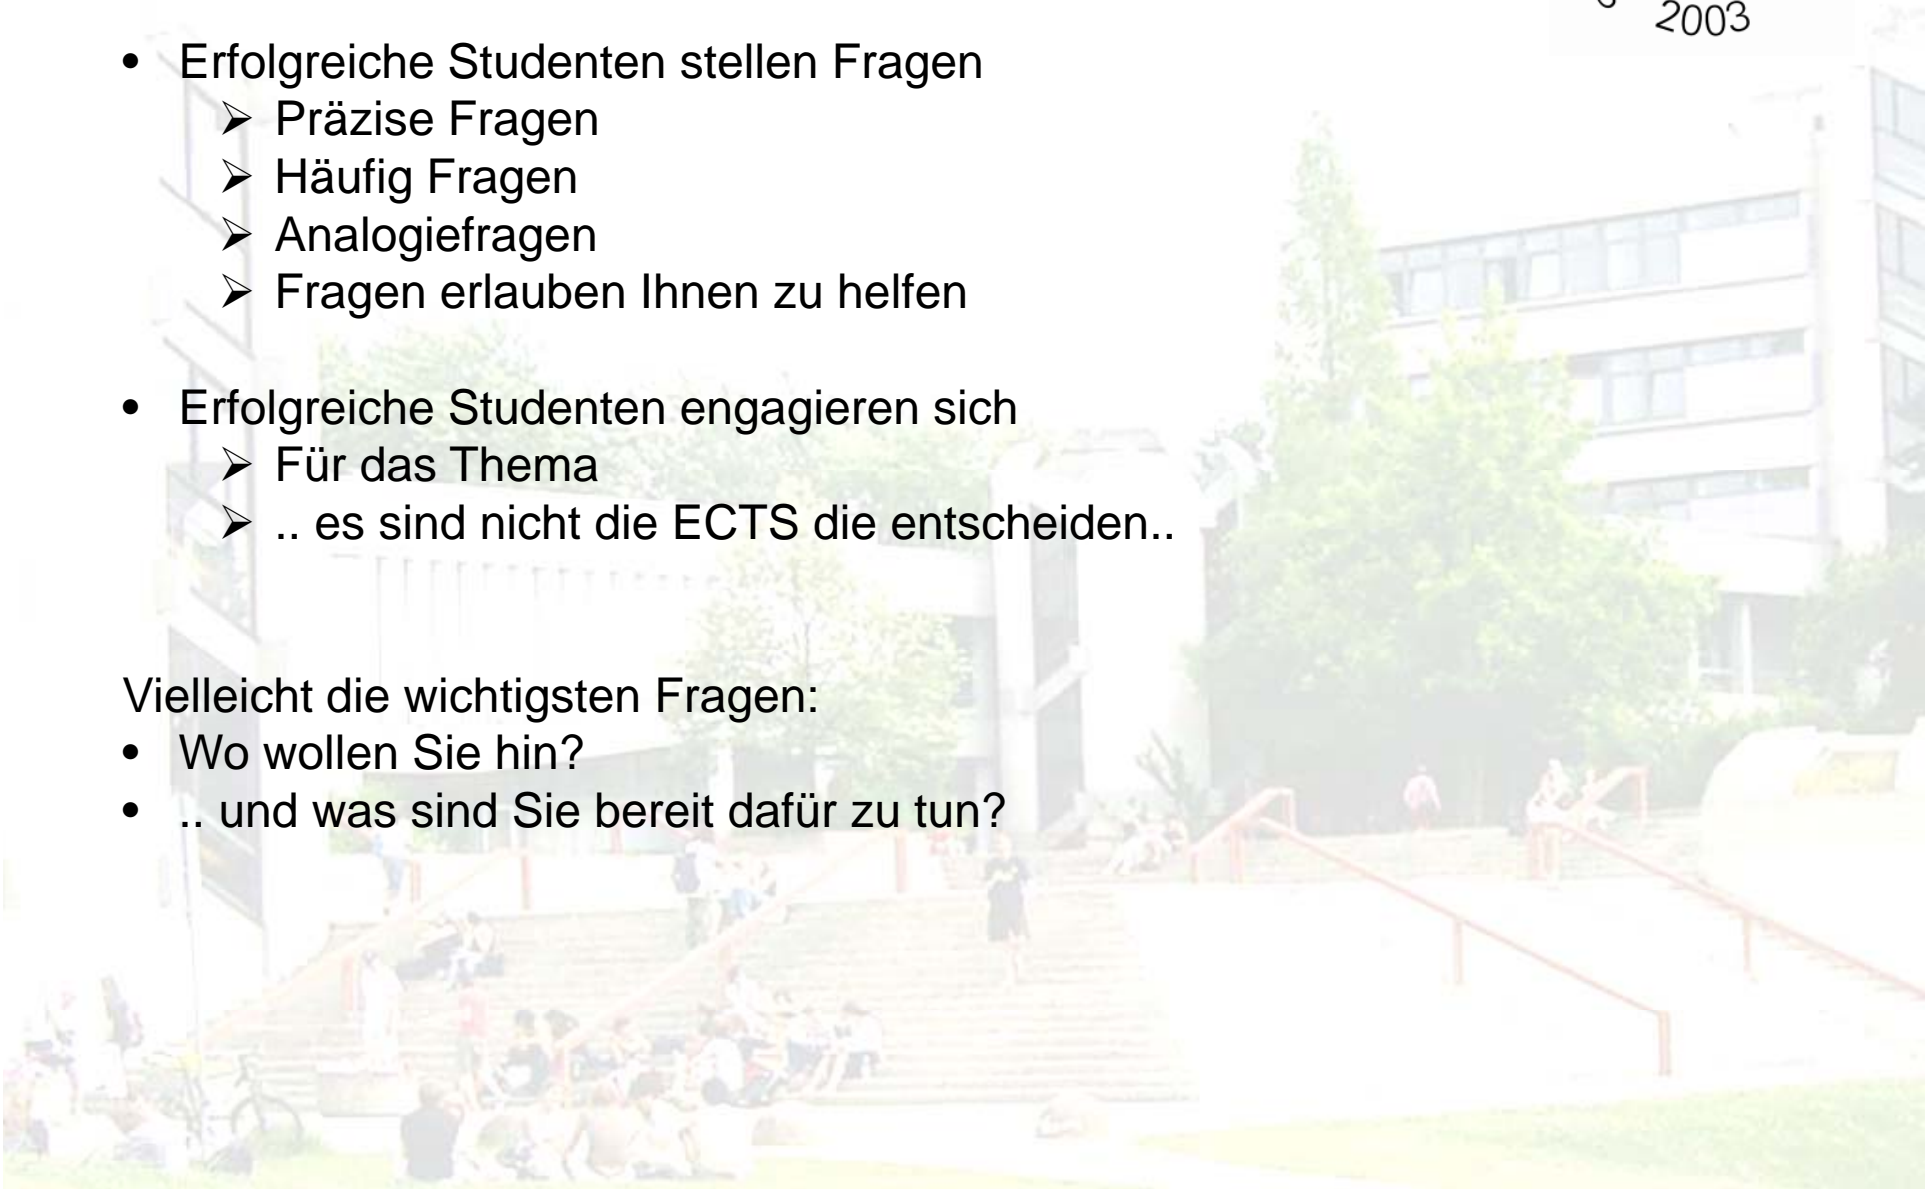 2003
• Erfolgreiche Studenten stellen Fragen
➢ Präzise Fragen
➢ Häufig Fragen
➢ Analogiefragen
➢ Fragen erlauben Ihnen zu helfen
• Erfolgreiche Studenten engagieren sich
➢ Für das Thema
➢ .. es sind nicht die ECTS die entscheiden..
Vielleicht die wichtigsten Fragen:
• Wo wollen Sie hin?
• .. und was sind Sie bereit dafür zu tun?